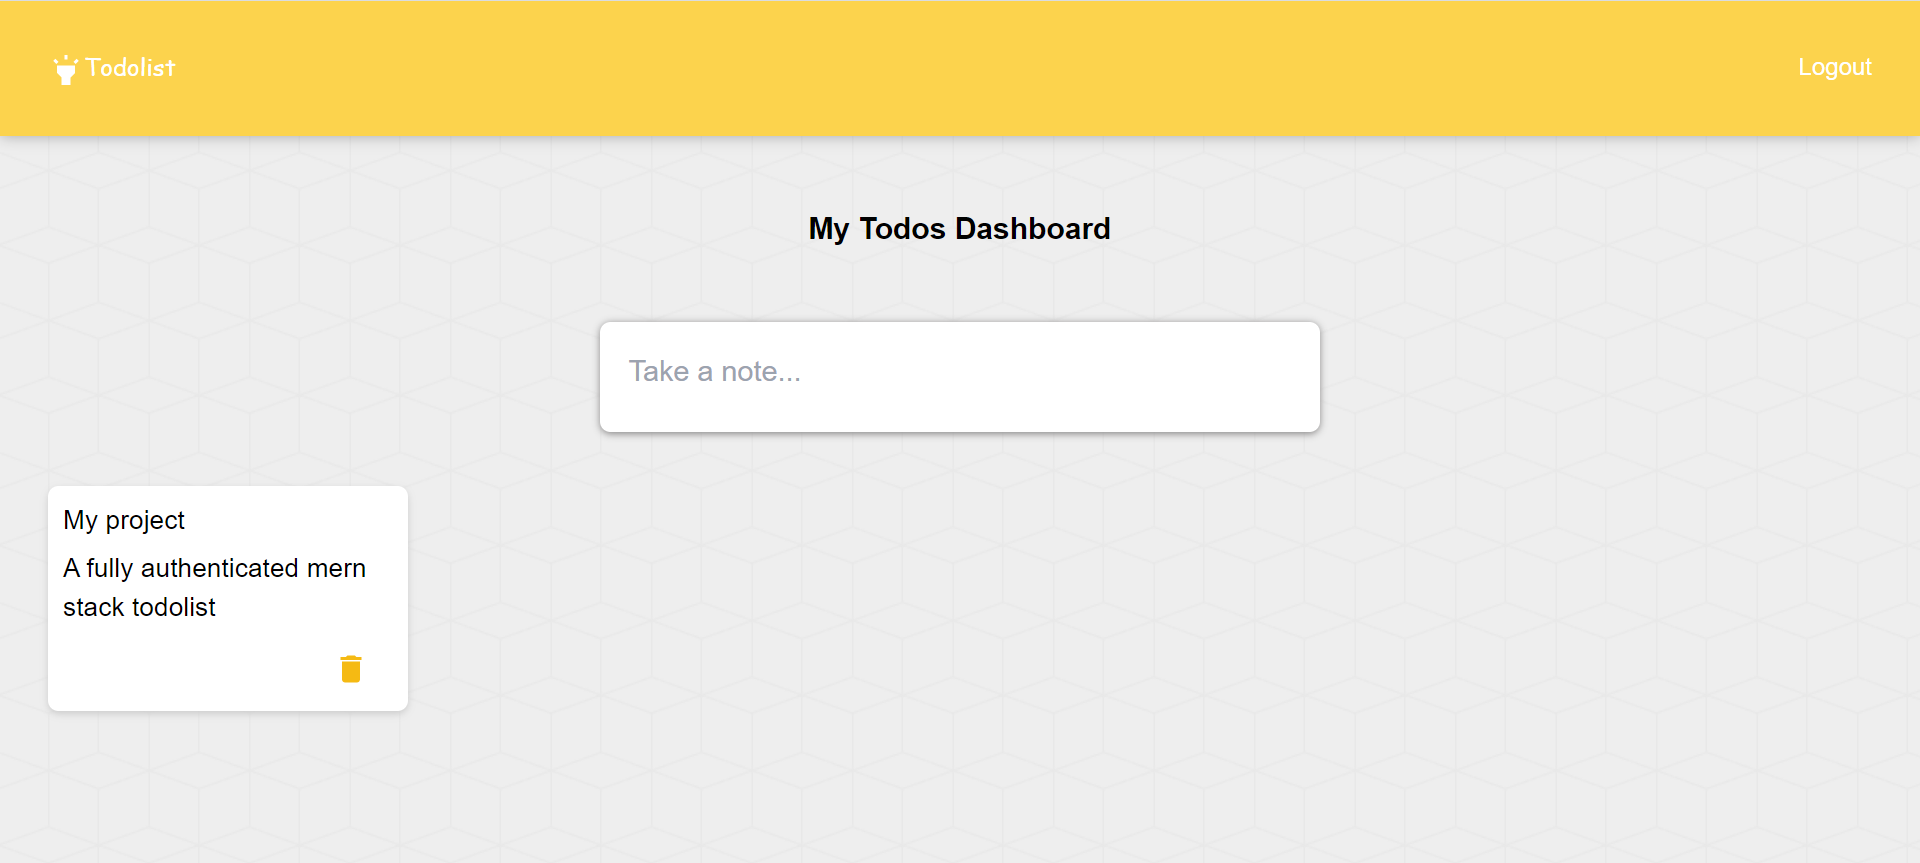 Todolist
Logout
My Todos Dashboard
Take a note...
My project
A fully authenticated mern
stack todolist